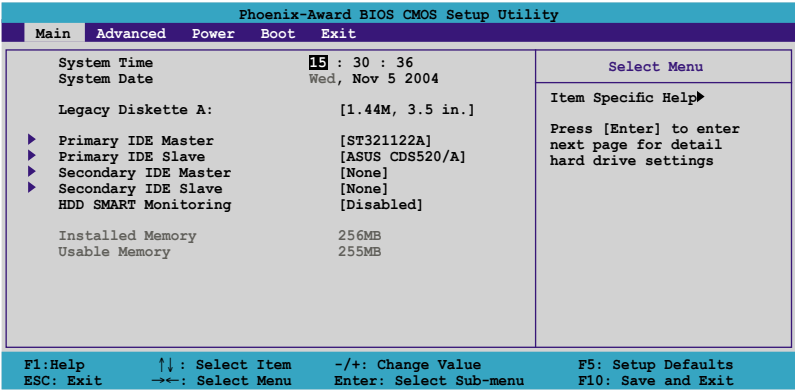 Phoenix-Award BIOS CMOS Setup Utility
Main Advanced Power Boot Exit
System Time 15 : 30 : 36
System Date Wed, Nov 5 2004
Legacy Diskette A: [1.44M, 3.5 in.]
Primary IDE Master [ST321122A]
Primary IDE Slave [ASUS CDS520/A]
Secondary IDE Master [None]
Secondary IDE Slave [None]
HDD SMART Monitoring [Disabled]
Installed Memory 256MB
Usable Memory 255MB
Select Menu
Item Specific Help
Press [Enter] to enter
next page for detail
hard drive settings
F1:Help ↑↓ : Select Item -/+: Change Value F5: Setup Defaults
ESC: Exit →←: Select Menu Enter: Select Sub-menu F10: Save and Exit